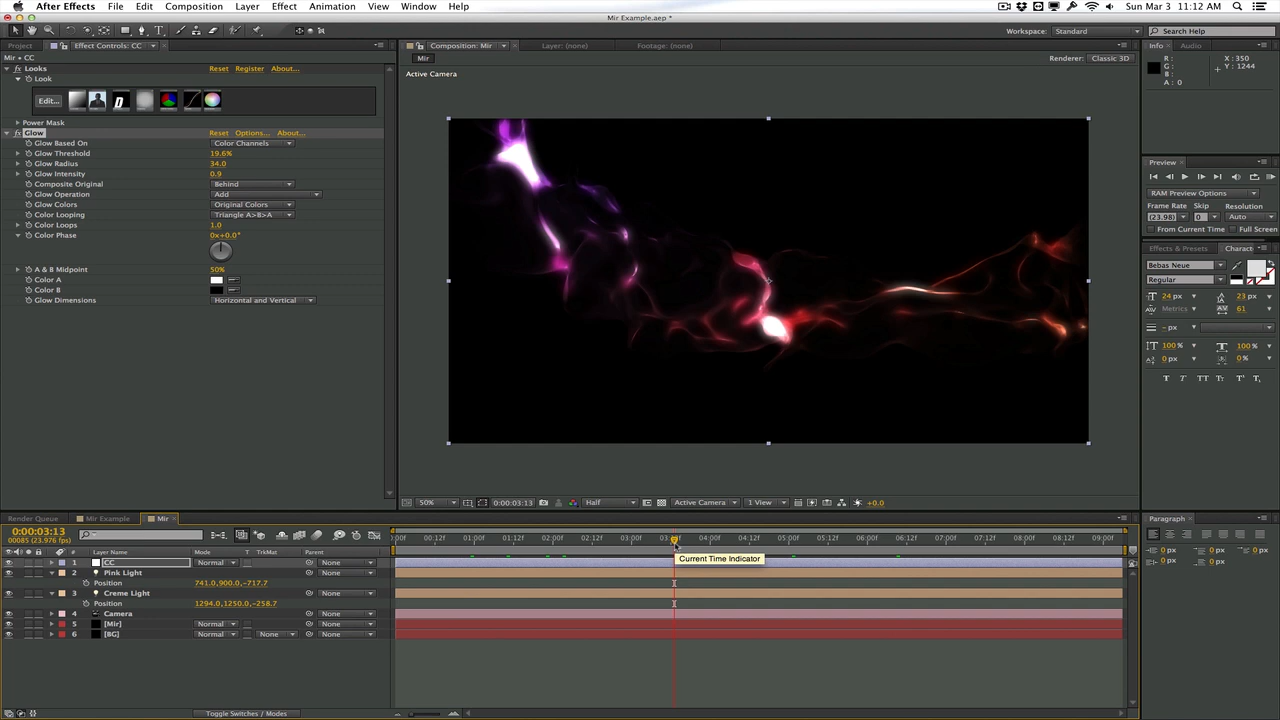 After Effects File Edit Composition Layer Effect Animation View Window Help Sun Mar 3 11:12 AM
Mir Example.aep *
Workspace: Standard Search Help
Project Effect Controls: CC Composition: Mir Layer: (none) Footage: (none) Info Audio
Mir • CC Mir Renderer: Classic 3D
Looks Reset Register About...
Look
Edit...
Power Mask
Glow Reset Options... About...
Glow Based On Color Channels
Glow Threshold 19.6%
Glow Radius 34.0
Glow Intensity 0.9
Composite Original Behind
Glow Operation Add
Glow Colors Original Colors
Color Looping Triangle A>B>A
Color Loops 1.0
Color Phase 0x+0.0°
A & B Midpoint 50%
Color A
Color B
Glow Dimensions Horizontal and Vertical
Active Camera
50% 0:00:03:13 Half Active Camera 1 View +0.0
R : X : 350
G : Y : 1244
B :
A : 0
Preview
RAM Preview Options
Frame Rate Skip Resolution
(23.98) 0 Auto
From Current Time Full Screen
Effects & Presets Charact
Bebas Neue
Regular
24 px 23 px
Metrics 61
- px
100 % 100 %
0 px 0 %
T T TT Tr T' T,
Render Queue Mir Example Mir
0:00:03:13
00085 (23.976 fps)
# Layer Name Mode T TrkMat Parent
:00f 00:12f 01:00f 01:12f 02:00f 02:12f 03:00f 04:00f 04:12f 05:00f 05:12f 06:00f 06:12f 07:00f 07:12f 08:00f 08:12f 09:00f
1 CC Normal None
2 Pink Light None
Position 741.0,900.0,-717.7
3 Creme Light None
Position 1294.0,1250.0,-258.7
4 Camera None
5 [Mir] Normal None
6 [BG] Normal None None
Current Time Indicator
Toggle Switches / Modes
Paragraph
0 px 0 px 0 px
0 px 0 px